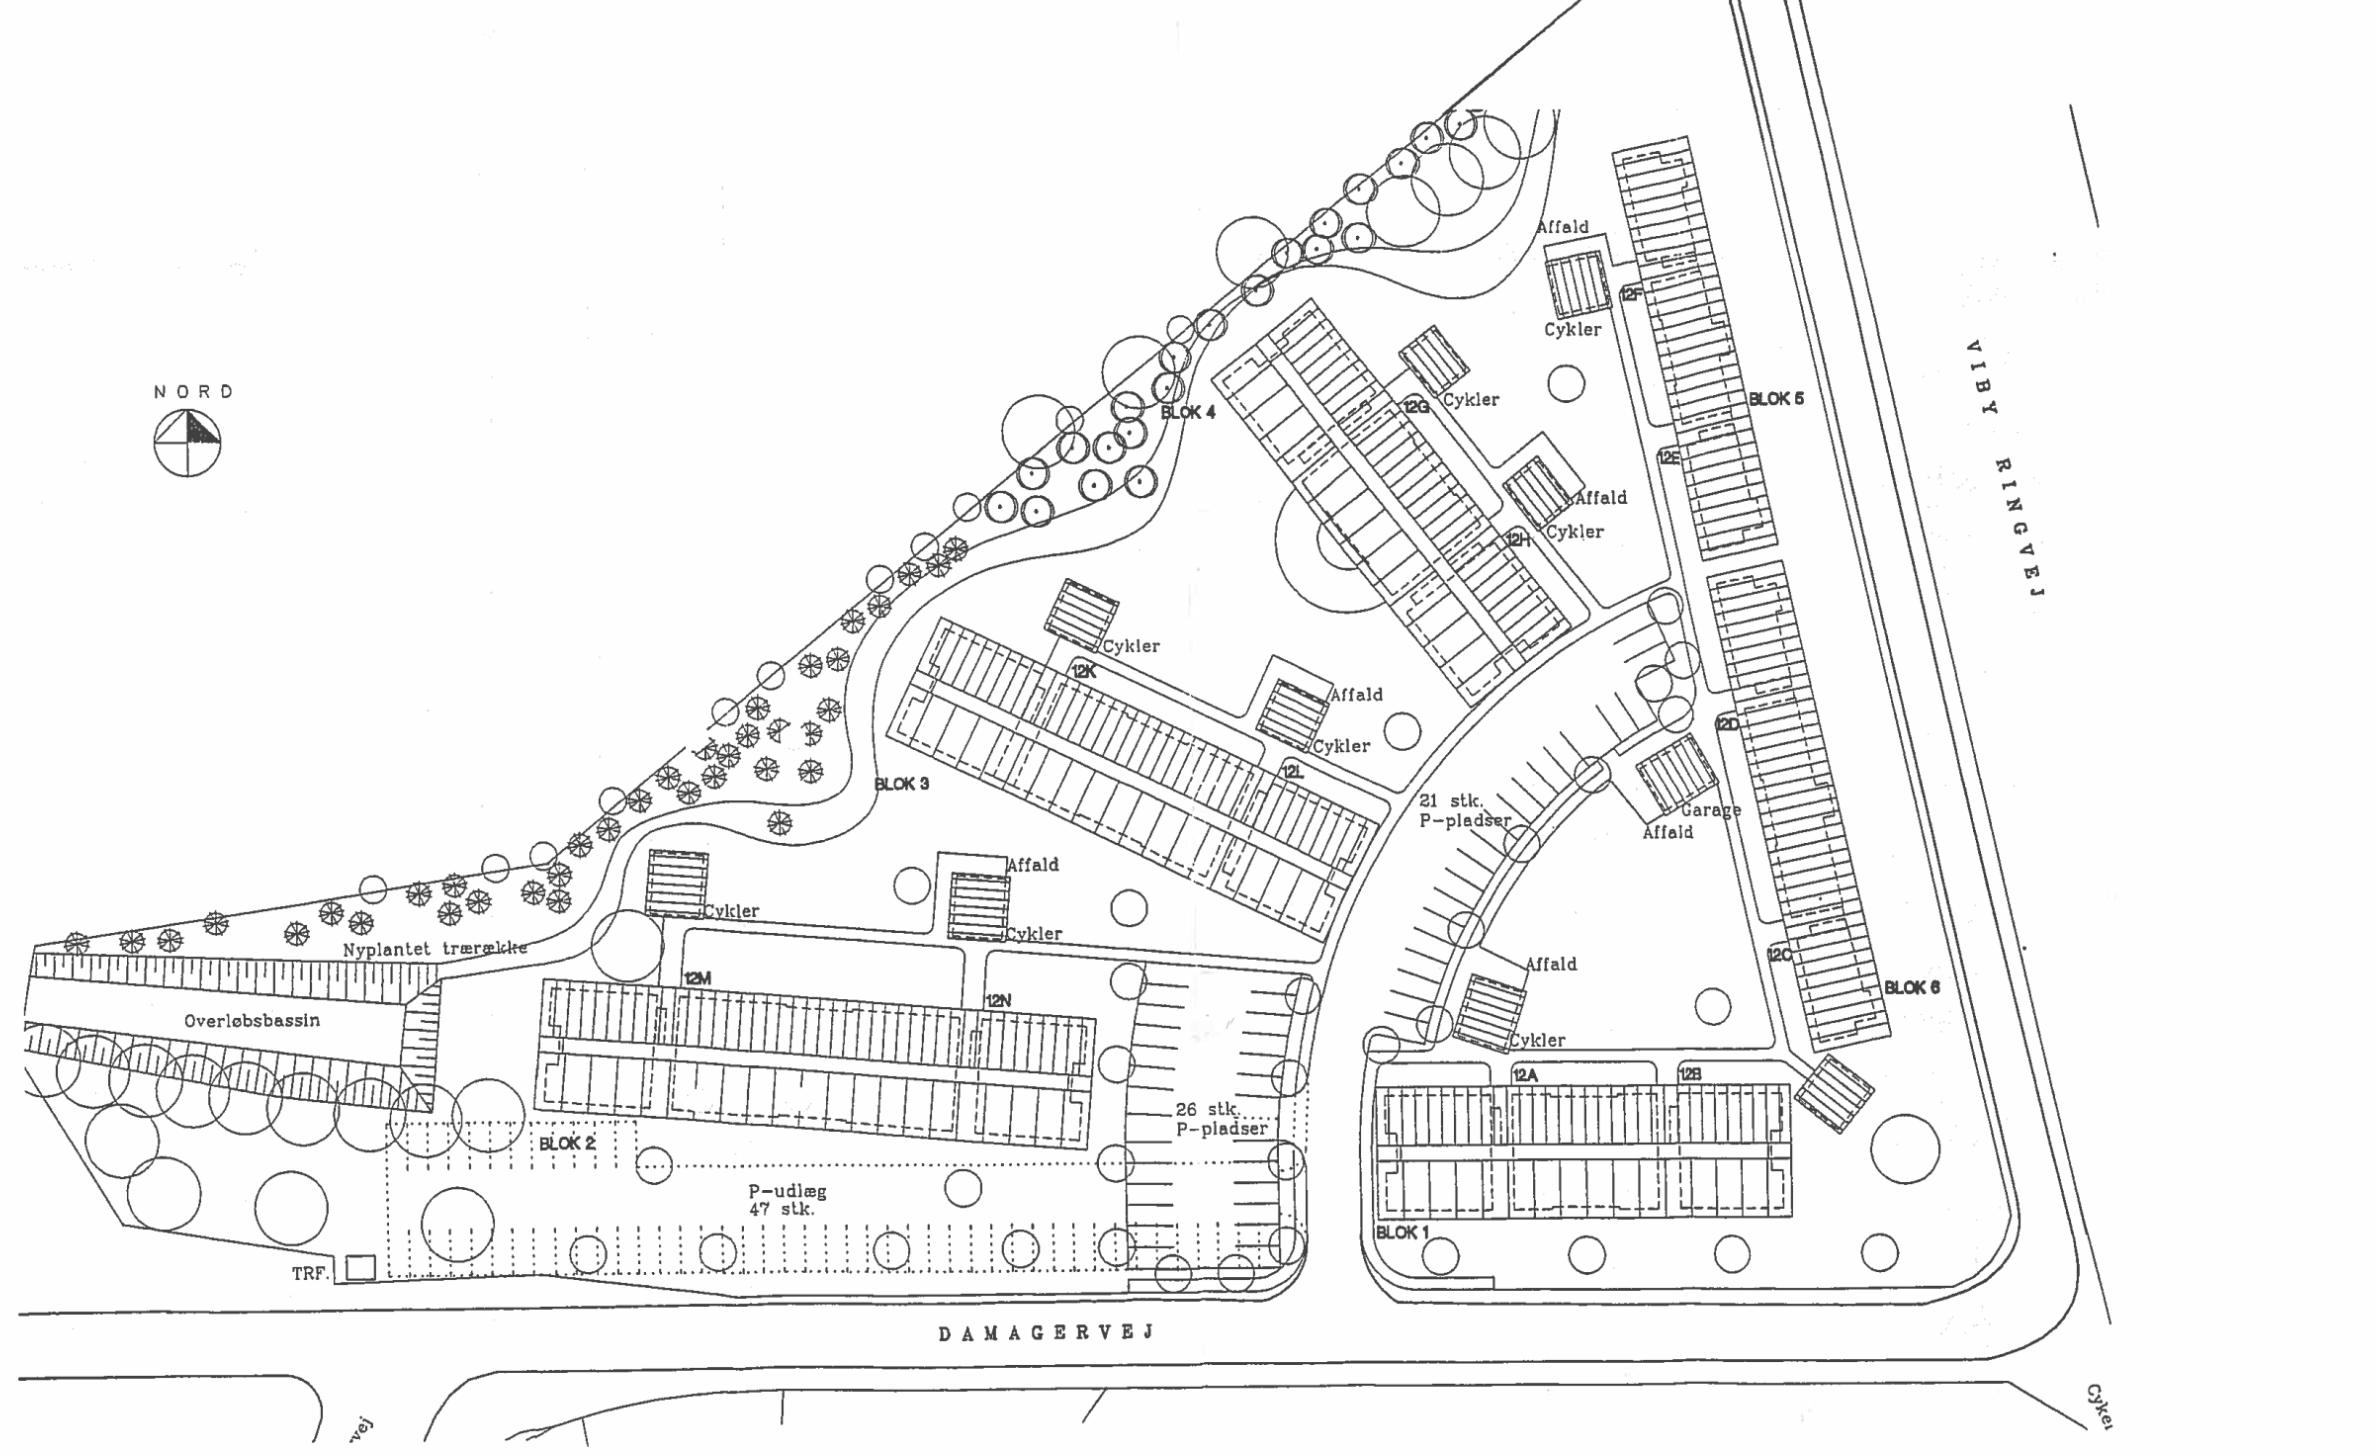 Affald
12F
Cykler
VIBY RINGVEJ
NORD
12G
Cykler
BLOK 5
BLOK 4
12E
Affald
12H
Cykler
Cykler
12K
Affald
12D
Cykler
12L
BLOK 3
21 stk.
P-pladser
Garage
Affald
Affald
Cykler
Cykler
Nyplantet trærække
12C
Affald
12M
BLOK 6
12N
Overløbsbassin
Cykler
12A
12B
26 stk.
P-pladser
BLOK 2
P-udlæg
47 stk.
BLOK 1
TRF.
DAMAGERVEJ
vej